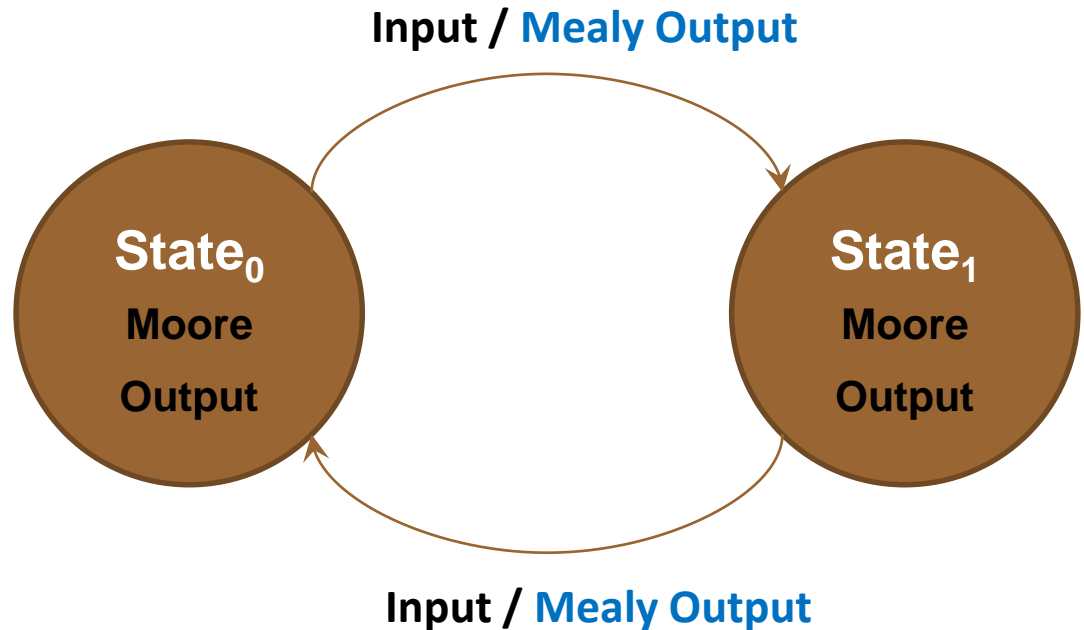 Input / Mealy Output
State₀
Moore
Output
State₁
Moore
Output
Input / Mealy Output